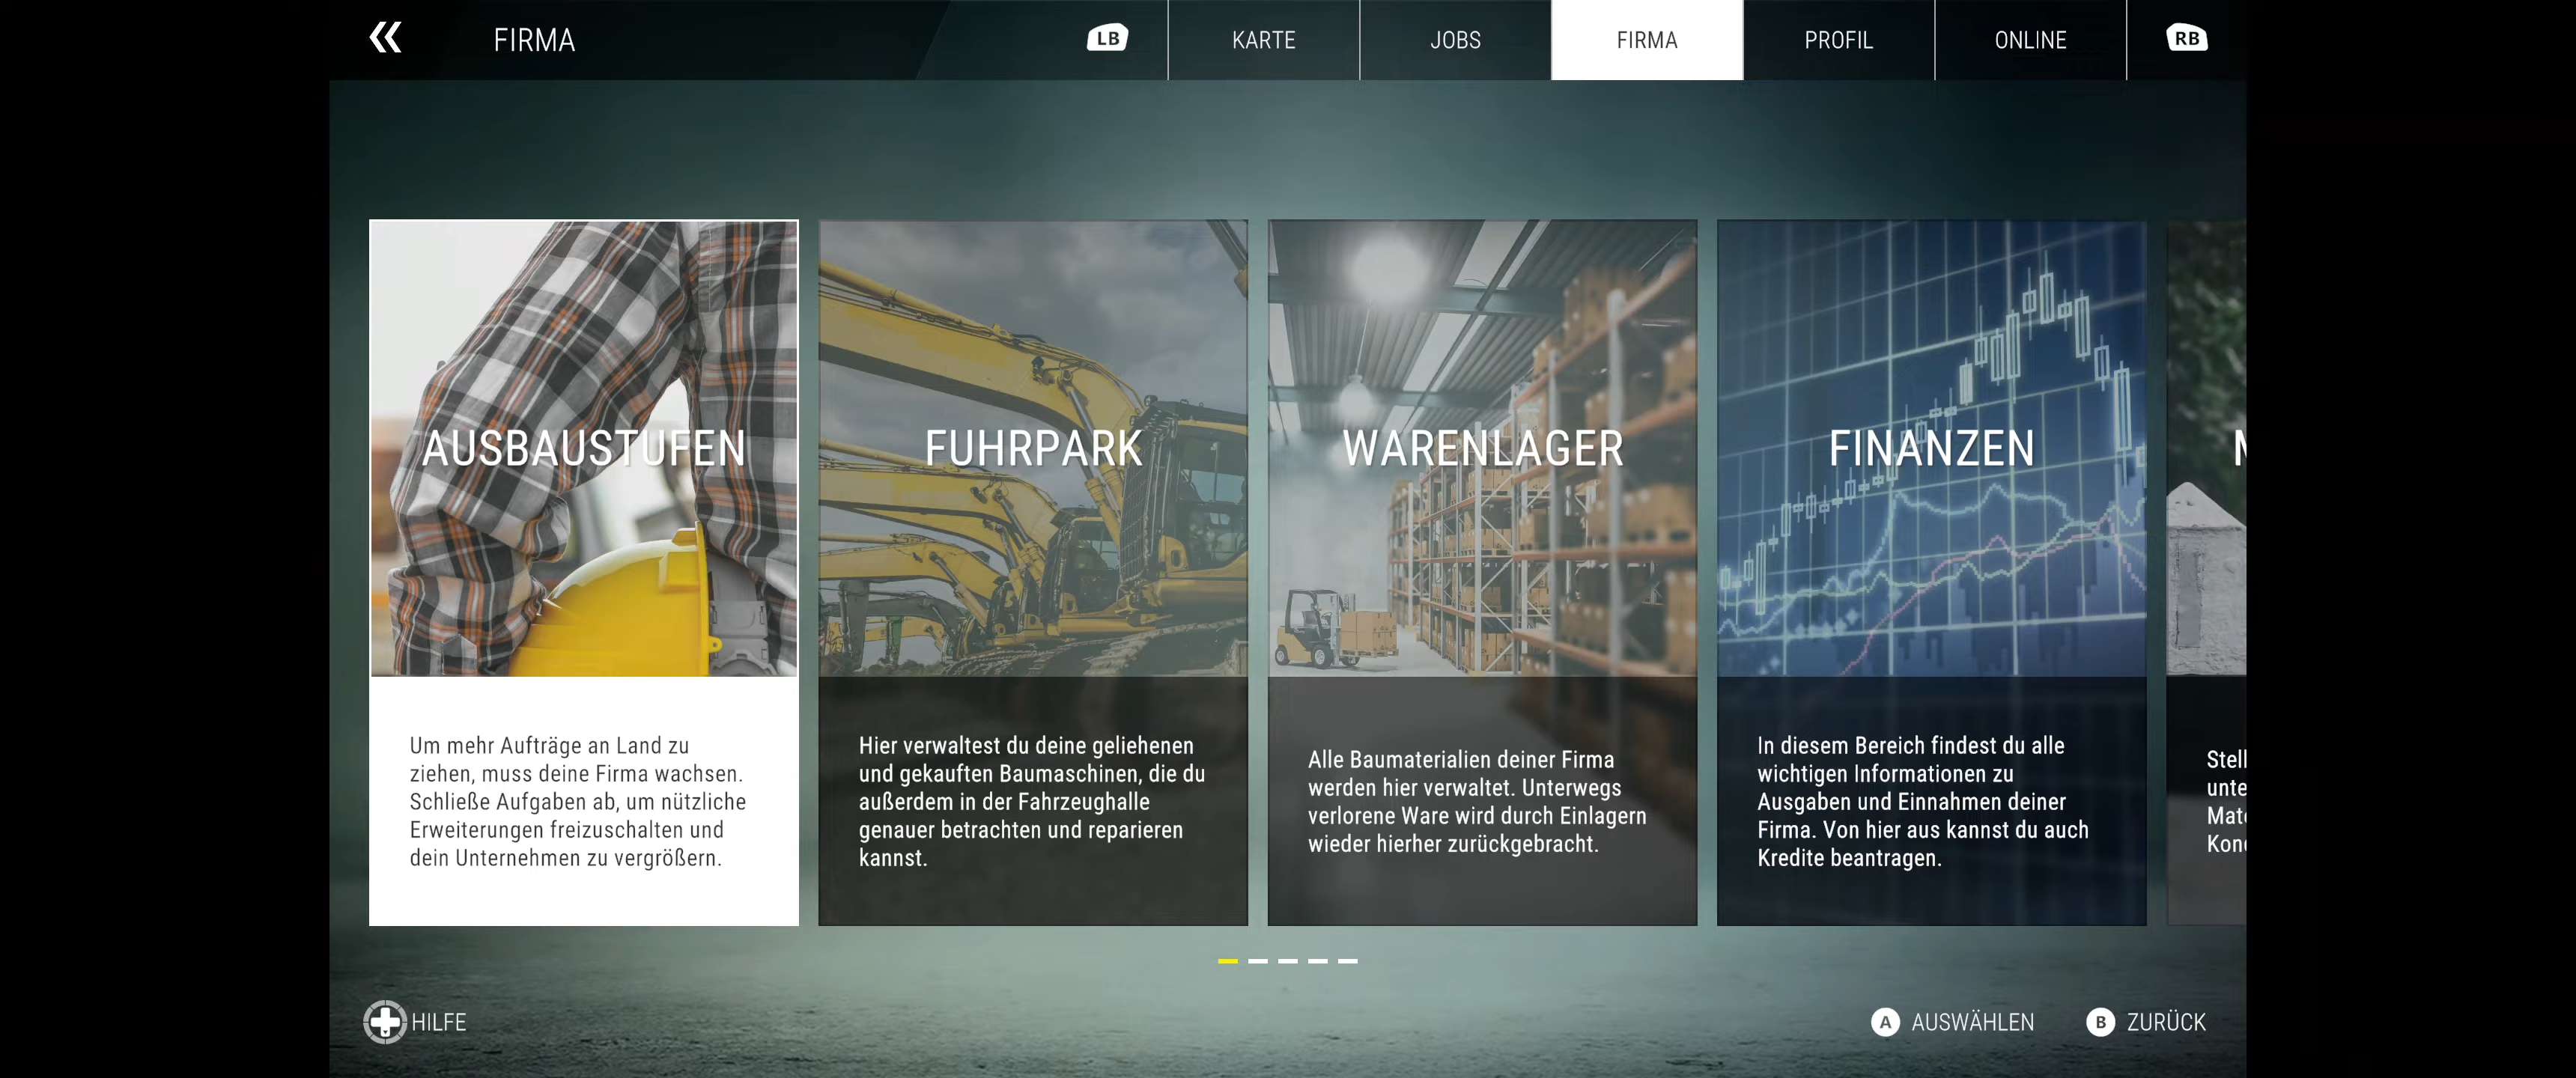 FIRMA
LB
KARTE
JOBS
FIRMA
PROFIL
ONLINE
RB
AUSBAUSTUFEN
Um mehr Aufträge an Land zu
ziehen, muss deine Firma wachsen.
Schließe Aufgaben ab, um nützliche
Erweiterungen freizuschalten und
dein Unternehmen zu vergrößern.
FUHRPARK
Hier verwaltest du deine geliehenen
und gekauften Baumaschinen, die du
außerdem in der Fahrzeughalle
genauer betrachten und reparieren
kannst.
WARENLAGER
Alle Baumaterialien deiner Firma
werden hier verwaltet. Unterwegs
verlorene Ware wird durch Einlagern
wieder hierher zurückgebracht.
FINANZEN
In diesem Bereich findest du alle
wichtigen Informationen zu
Ausgaben und Einnahmen deiner
Firma. Von hier aus kannst du auch
Kredite beantragen.
Stell
unte
HILFE
A AUSWÄHLEN
B ZURÜCK